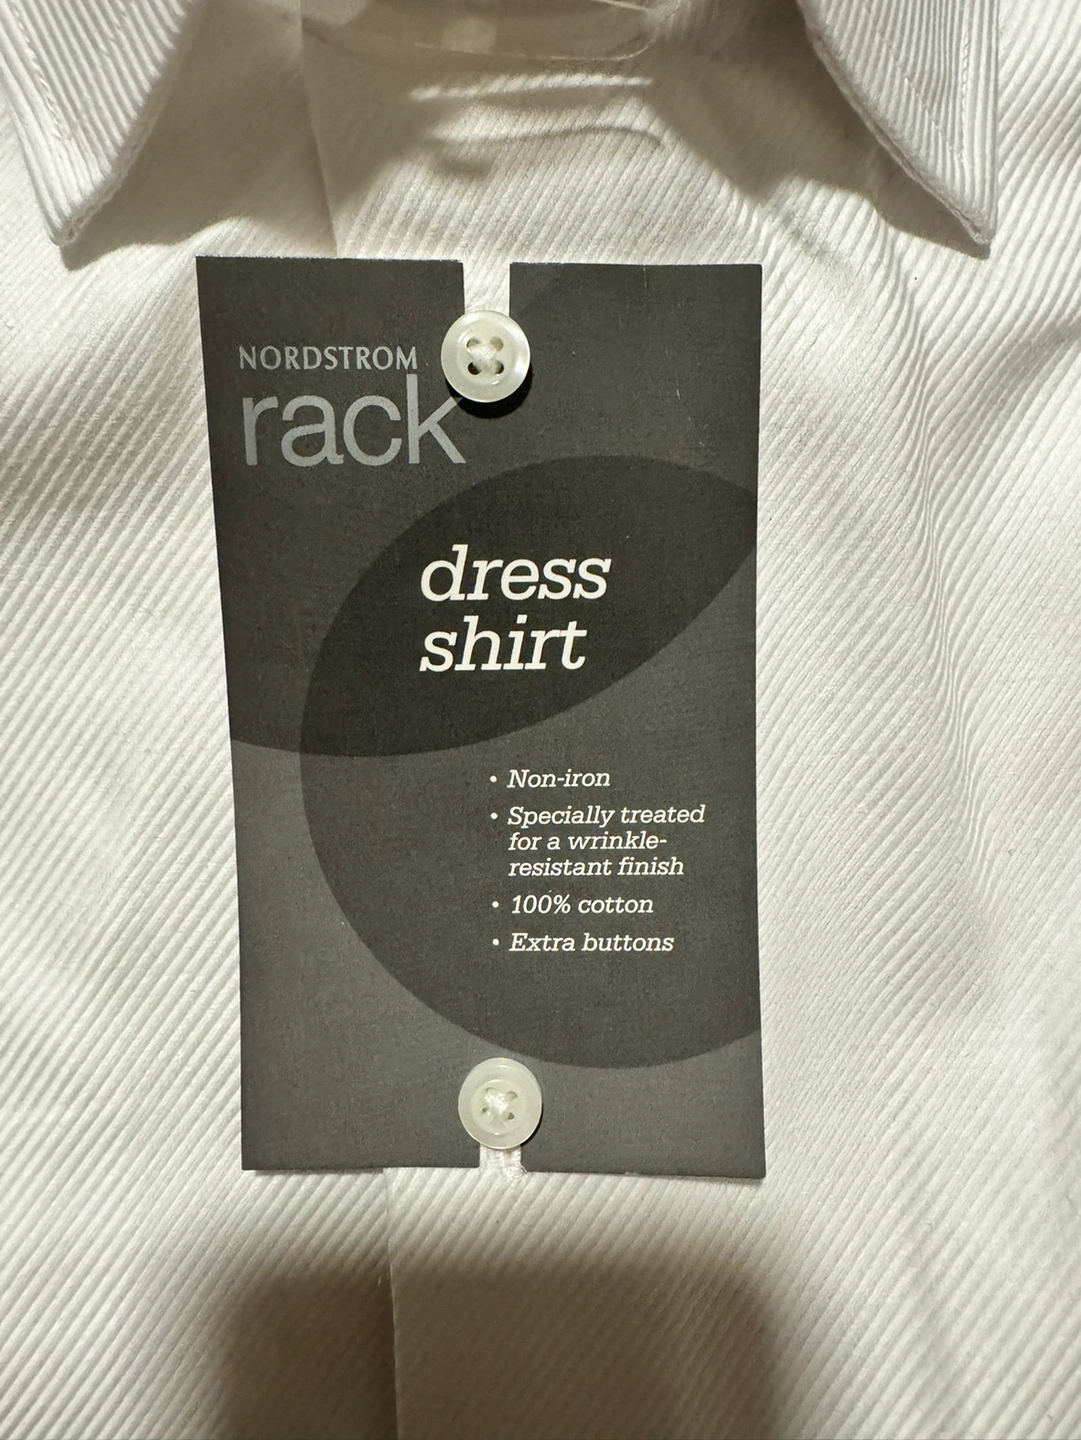 NORDSTROM
rack
dress
shirt
• Non-iron
• Specially treated
for a wrinkle-
resistant finish
• 100% cotton
• Extra buttons